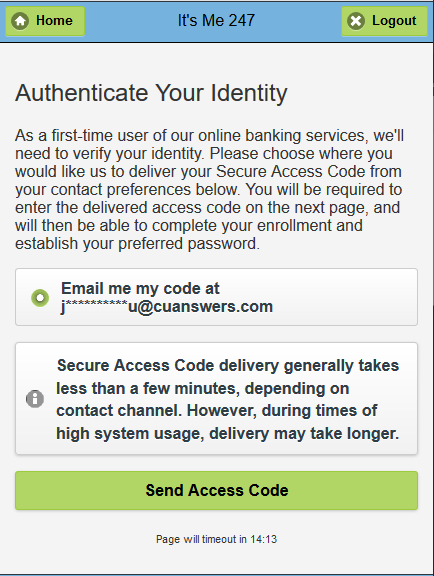 Home
It's Me 247
Logout
Authenticate Your Identity
As a first-time user of our online banking services, we'll
need to verify your identity. Please choose where you
would like us to deliver your Secure Access Code from
your contact preferences below. You will be required to
enter the delivered access code on the next page, and
will then be able to complete your enrollment and
establish your preferred password.
Email me my code at
j**********u@cuanswers.com
Secure Access Code delivery generally takes
less than a few minutes, depending on
contact channel. However, during times of
high system usage, delivery may take longer.
Send Access Code
Page will timeout in 14:13